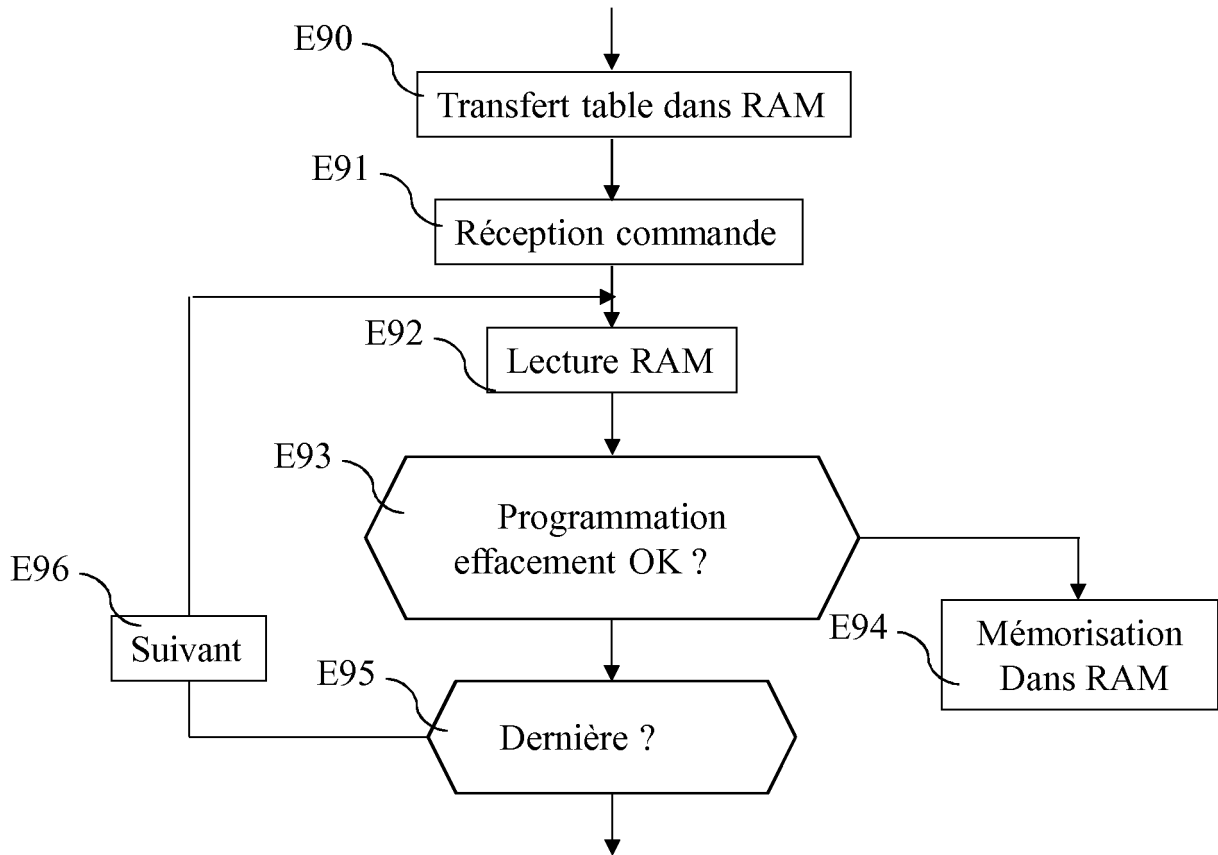 E90
Transfert table dans RAM
E91
Réception commande
E92
Lecture RAM
E93
Programmation
effacement OK ?
E96
Suivant
E94
Mémorisation
Dans RAM
E95
Dernière ?